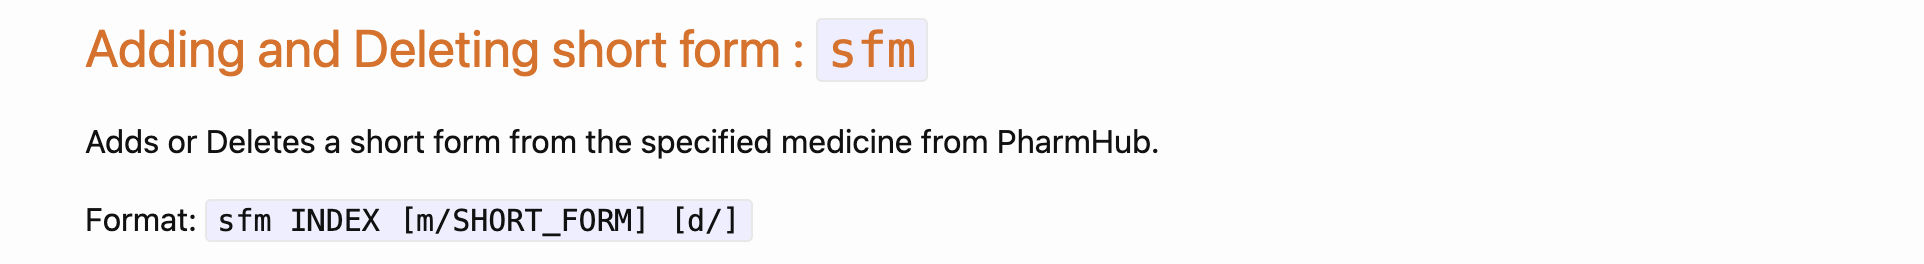 Adding and Deleting short form : sfm
Adds or Deletes a short form from the specified medicine from PharmHub.
Format: sfm INDEX [m/SHORT_FORM] [d/]